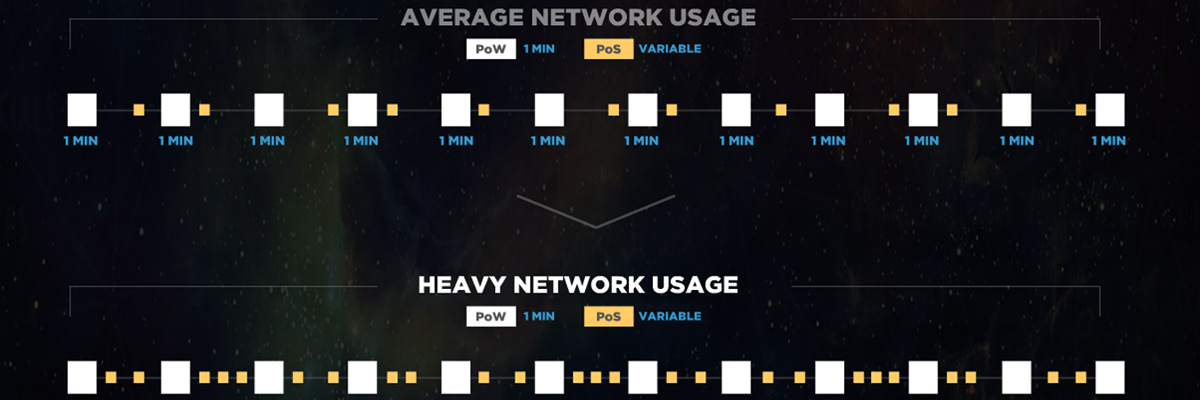 AVERAGE NETWORK USAGE
PoW 1 MIN PoS VARIABLE
1 MIN 1 MIN 1 MIN 1 MIN 1 MIN 1 MIN 1 MIN 1 MIN 1 MIN 1 MIN 1 MIN 1 MIN
HEAVY NETWORK USAGE
PoW 1 MIN PoS VARIABLE